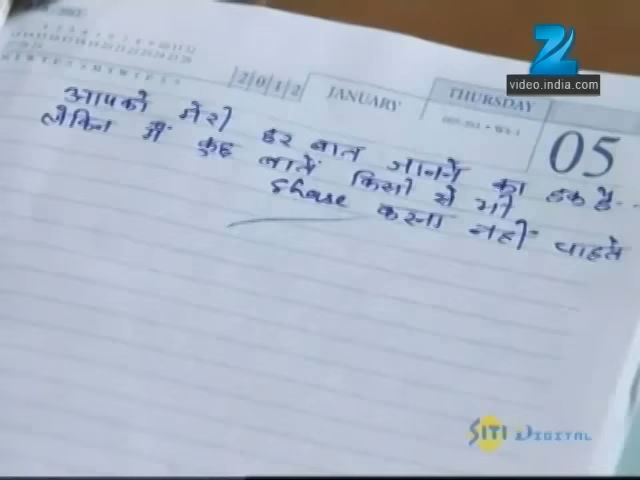 2012 JANUARY THURSDAY 05
आपको मेरी हर बात जानने का हक है...
लेकिन मैं कुछ बातें किसी से भी
share करना नहीं चाहते
Z
video.india.com
SITI DIGITAL